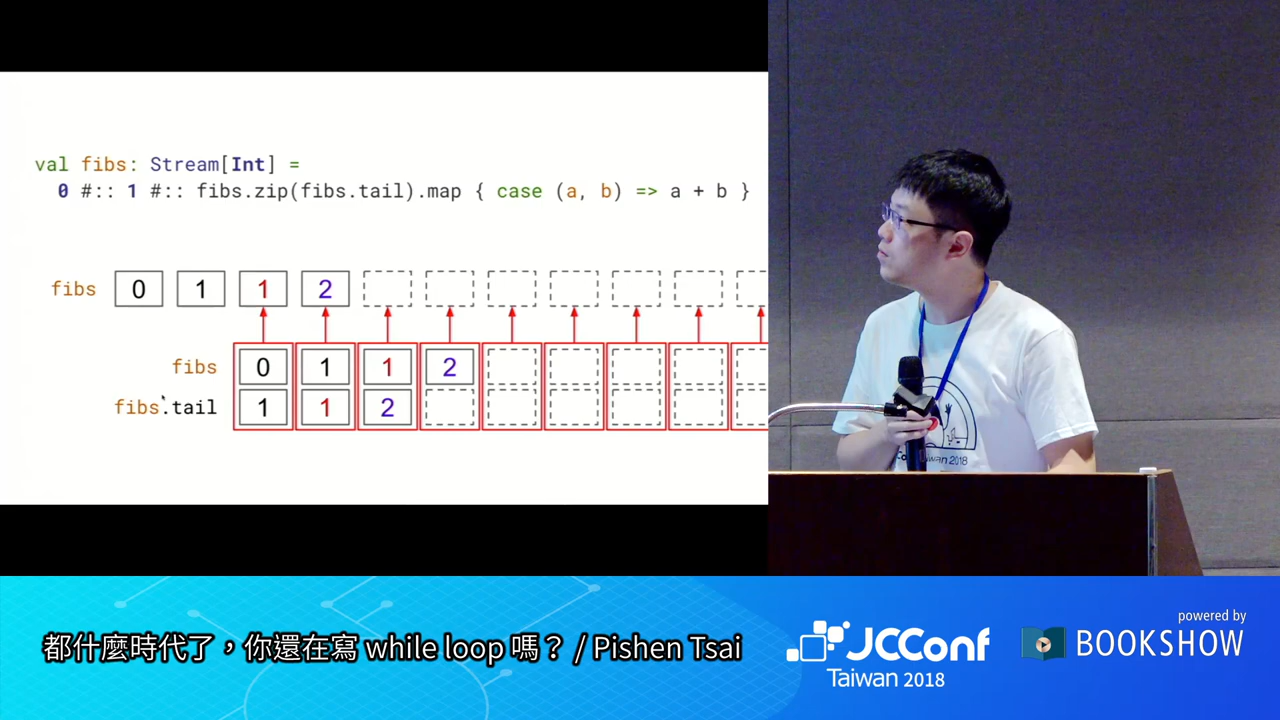 val fibs: Stream[Int] =
0 #:: 1 #:: fibs.zip(fibs.tail).map { case (a, b) => a + b }
fibs 0 1 1 2
fibs 0 1 1 2
fibs.tail 1 1 2
wan 2018
都什麼時代了，你還在寫 while loop 嗎？ / Pishen Tsai
JCConf
Taiwan 2018
powered by
BOOKSHOW